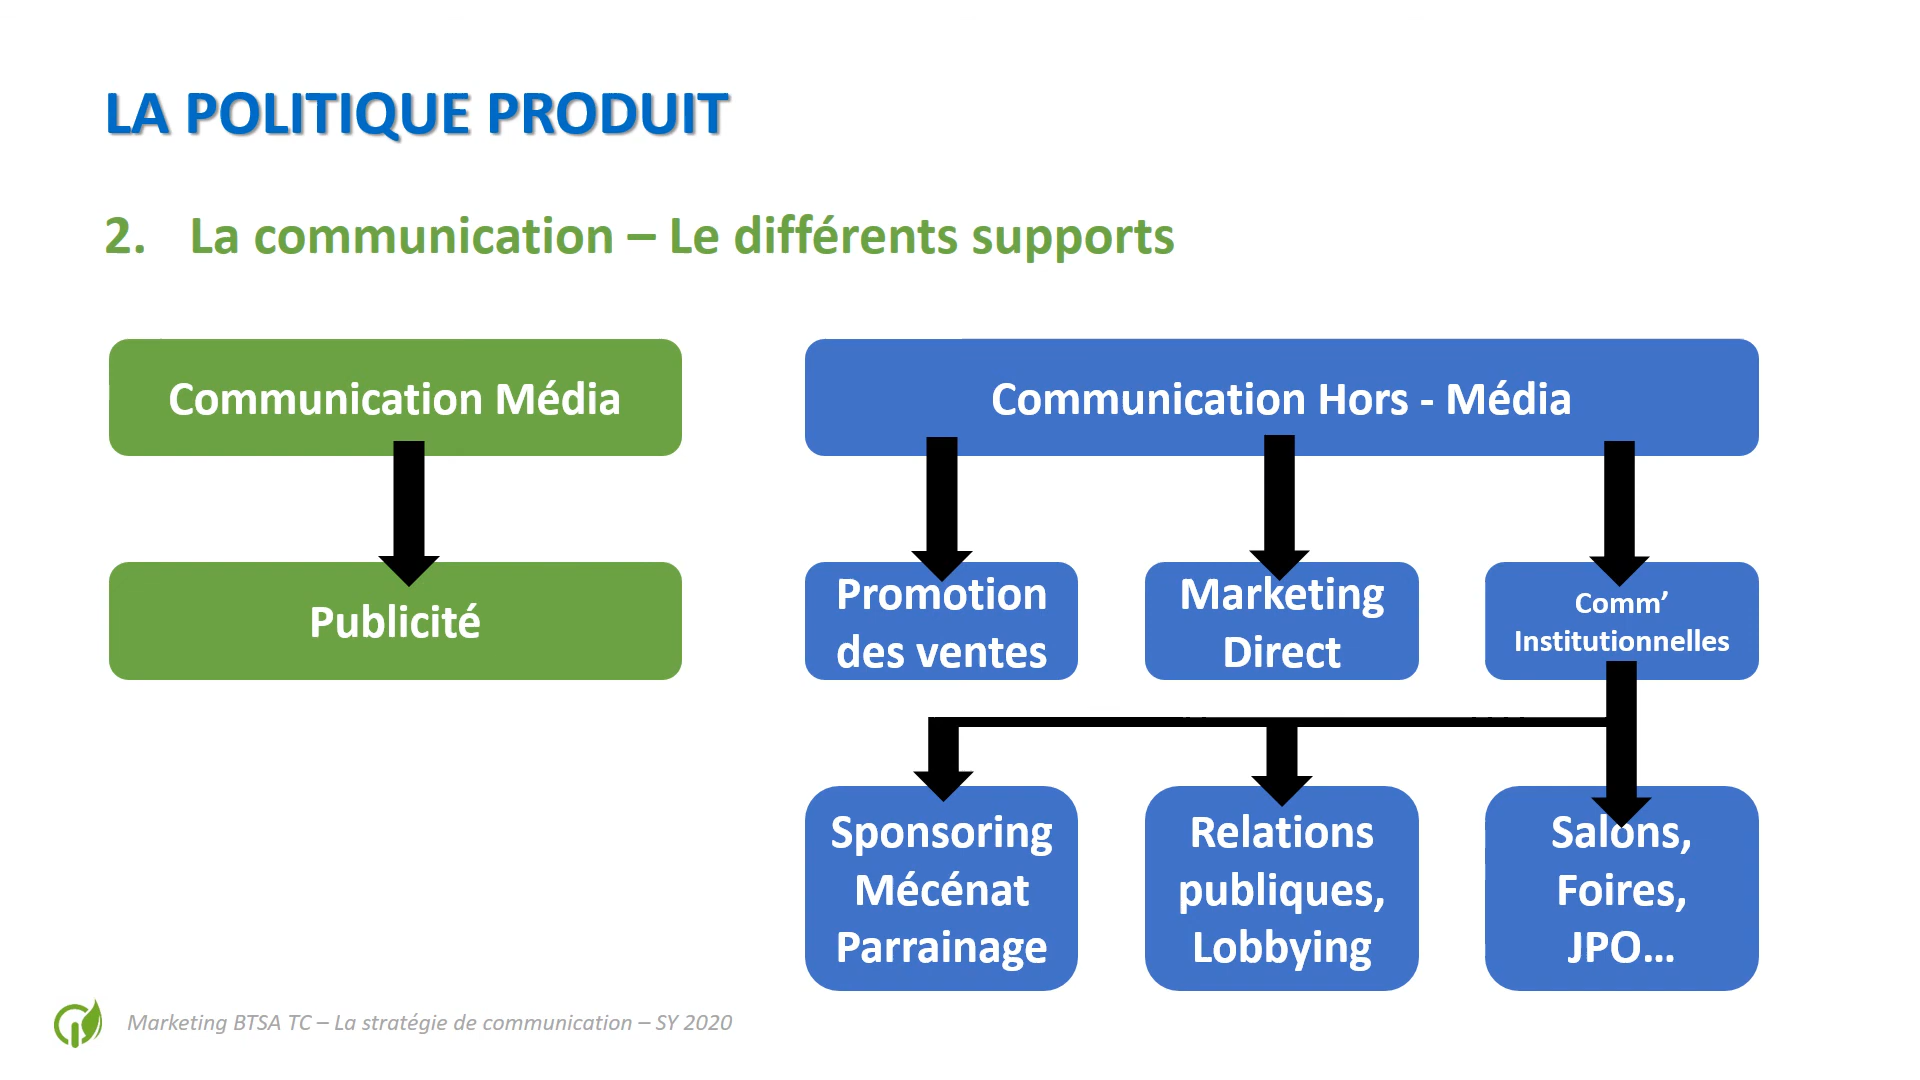 LA POLITIQUE PRODUIT
2. La communication – Le différents supports
Communication Média
Communication Hors - Média
Publicité
Promotion
des ventes
Marketing
Direct
Comm’
Institutionnelles
Sponsoring
Mécénat
Parrainage
Relations
publiques,
Lobbying
Salons,
Foires,
JPO...
Marketing BTSA TC – La stratégie de communication – SY 2020